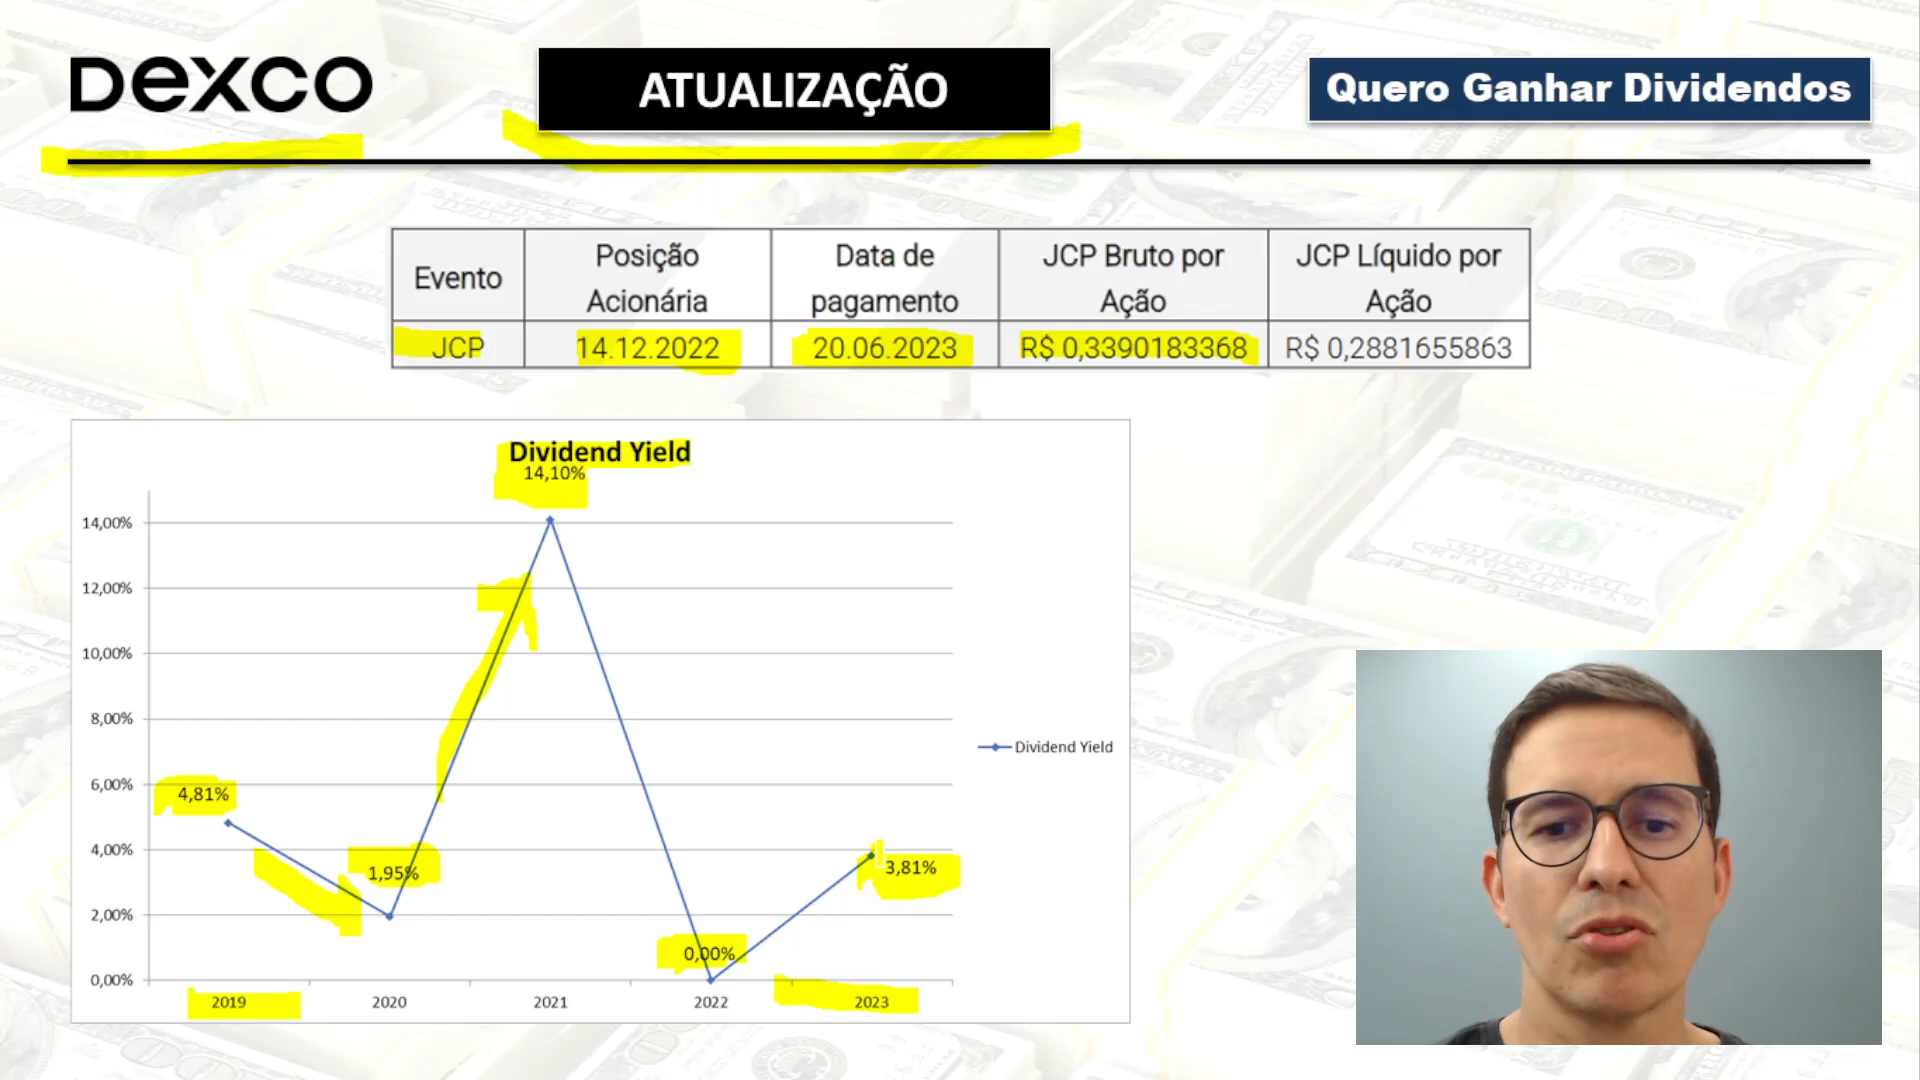 Dexco
ATUALIZAÇÃO
Quero Ganhar Dividendos
Evento
Posição
Acionária
Data de
pagamento
JCP Bruto por
Ação
JCP Líquido por
Ação
JCP
14.12.2022
20.06.2023
R$ 0,3390183368
R$ 0,2881655863
Dividend Yield
14,10%
14,00%
12,00%
10,00%
8,00%
6,00%
4,00%
2,00%
0,00%
4,81%
1,95%
0,00%
3,81%
Dividend Yield
2019
2020
2021
2022
2023